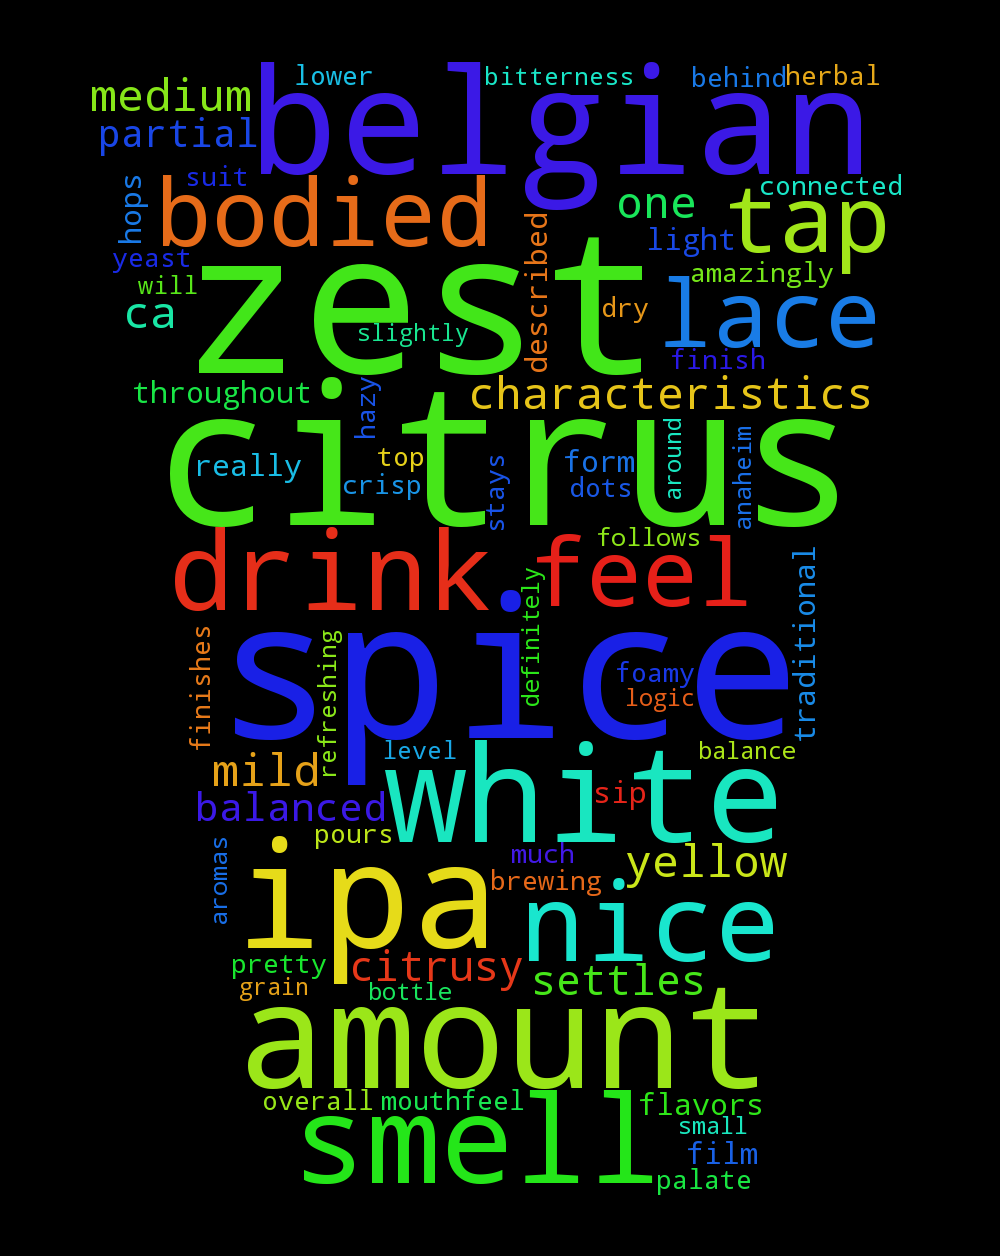 lower
bitterness
behind
herbal
medium
belgian
partial
suit
hops
bodied
one
connected
tap
described
light
yeast
zest
will
amazingly
ca
dry
lace
slightly
finish
throughout
hazy
characteristics
citrus
really
top
crisp
stays
form
dots
around
anaheim
drink
follows
feel
traditional
definitely
finishes
refreshing
spice
foamy
logic
level
white
balance
mild
sip
balanced
pours
aromas
ipa
much
yellow
brewing
nice
pretty
citrusy
settles
grain
bottle
amount
overall
mouthfeel
flavors
smell
small
film
palate